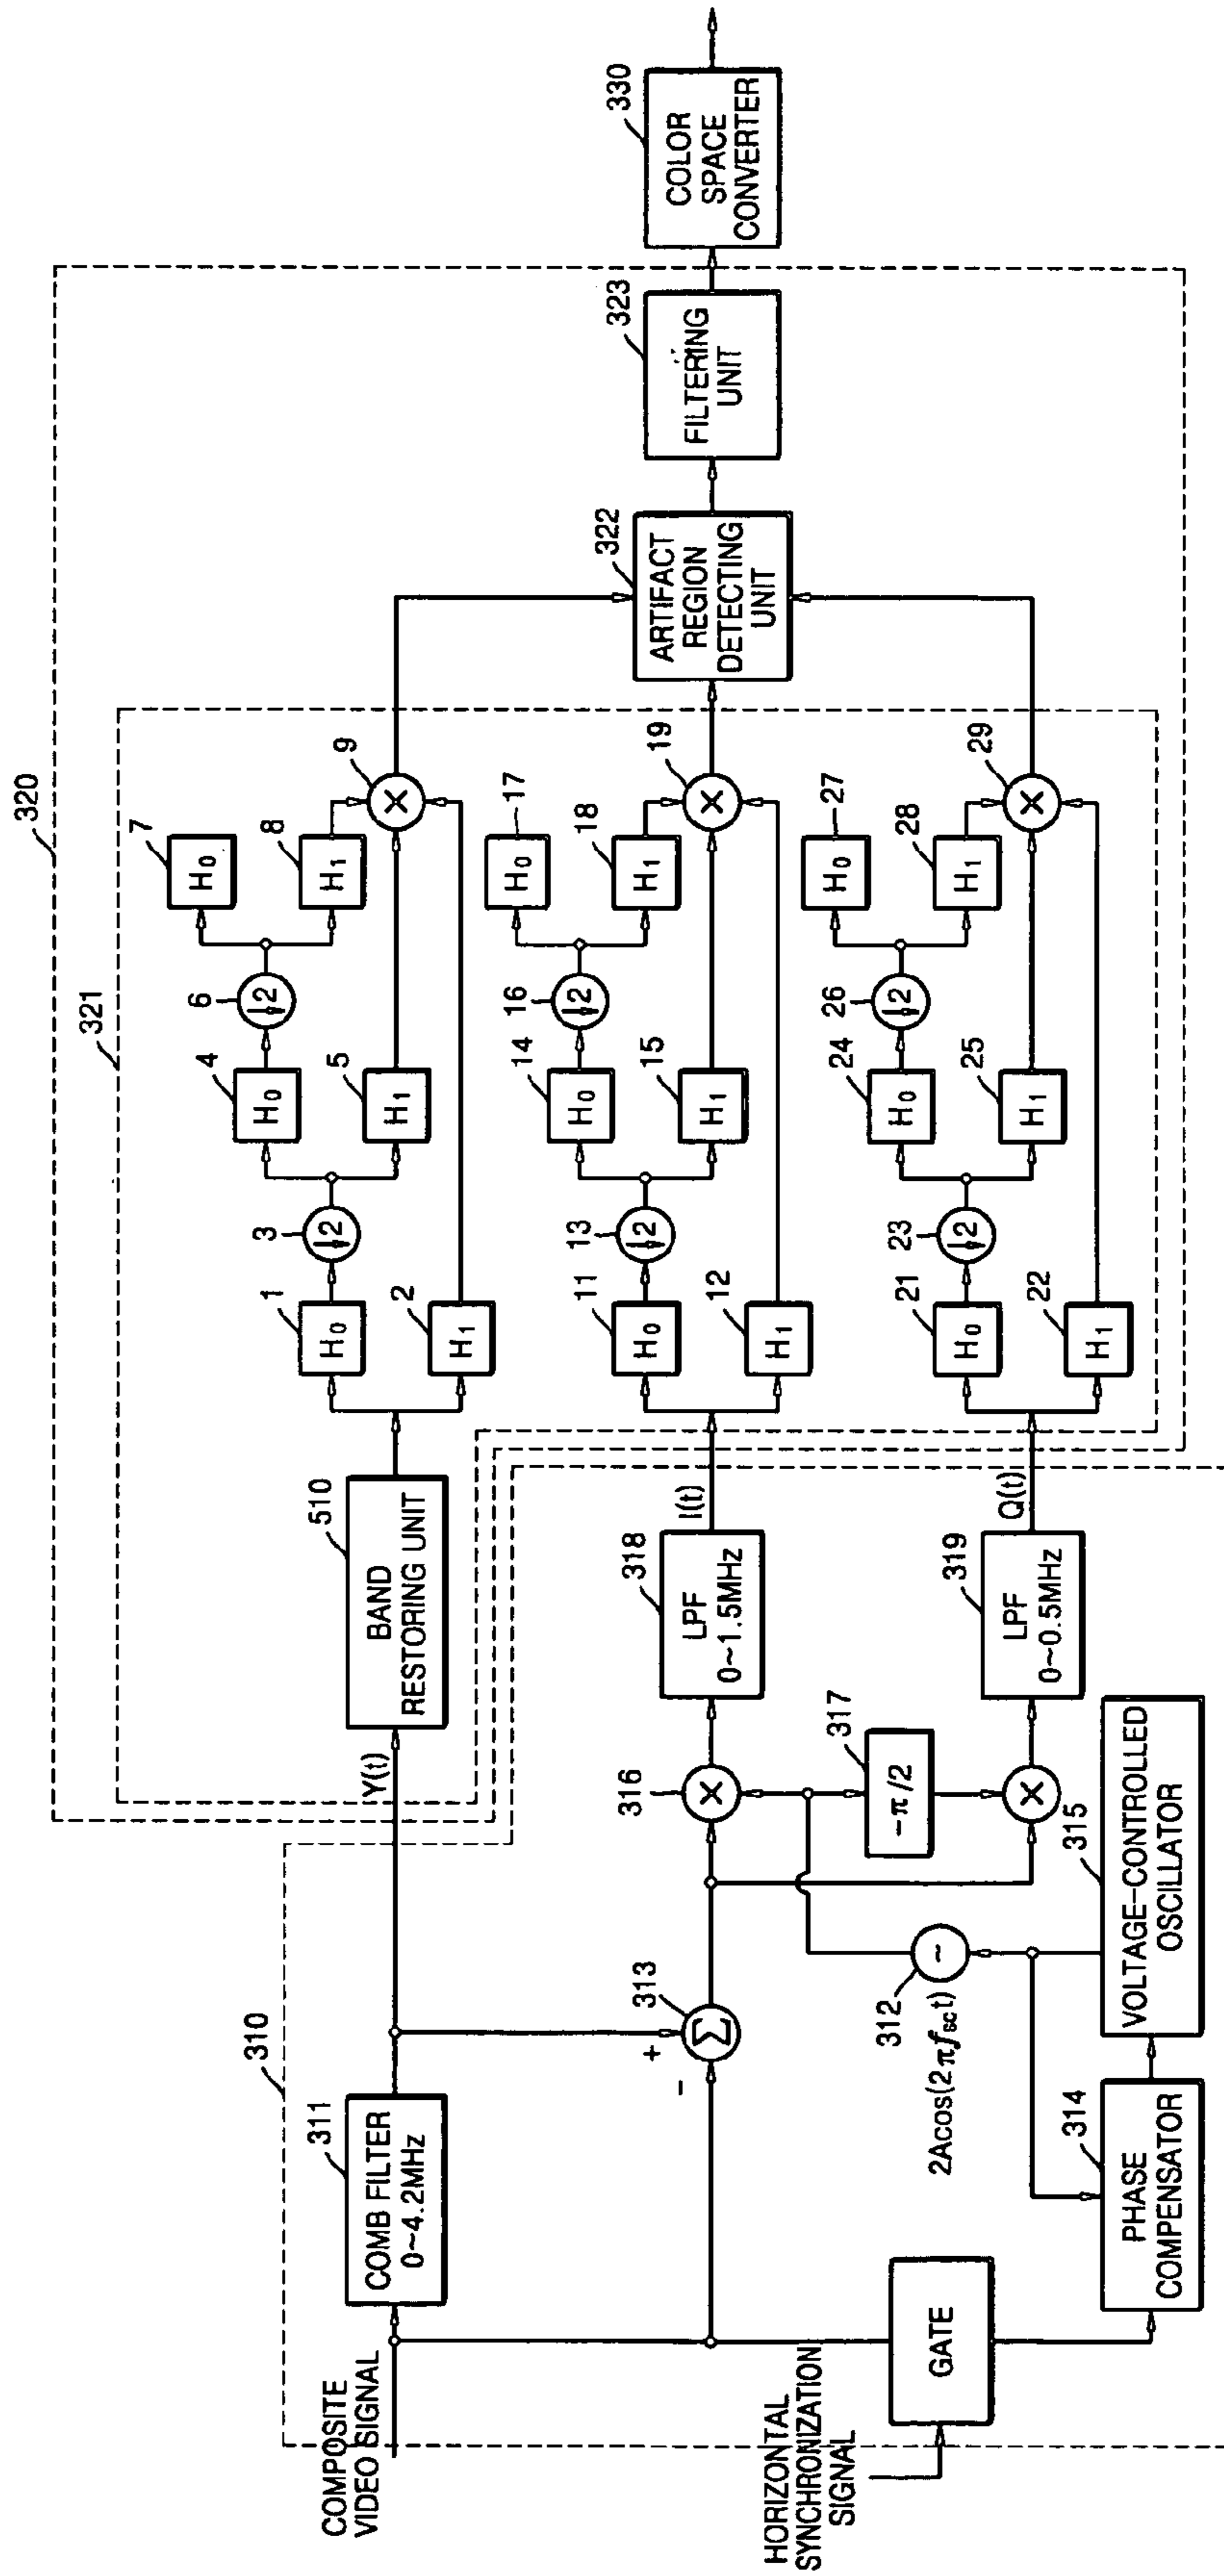 COMPOSITE
VIDEO SIGNAL
310
311
COMB FILTER
0~4.2MHz
+
-
313
Σ
HORIZONTAL
SYNCHRONIZATION
SIGNAL
GATE
314
PHASE
COMPENSATOR
315
VOLTAGE-CONTROLLED
OSCILLATOR
312
~
2Acos(2πfsct)
316
×
317
-π/2
×
318
LPF
0~1.5MHz
I(t)
319
LPF
0~0.5MHz
Q(t)
320
321
Y(t)
510
BAND
RESTORING UNIT
1
H0
2
H1
3
↓2
4
H0
5
H1
6
↓2
7
H0
8
H1
9
×
11
H0
12
H1
13
↓2
14
H0
15
H1
16
↓2
17
H0
18
H1
19
×
21
H0
22
H1
23
↓2
24
H0
25
H1
26
↓2
27
H0
28
H1
29
×
322
ARTIFACT
REGION
DETECTING
UNIT
323
FILTERING
UNIT
330
COLOR
SPACE
CONVERTER